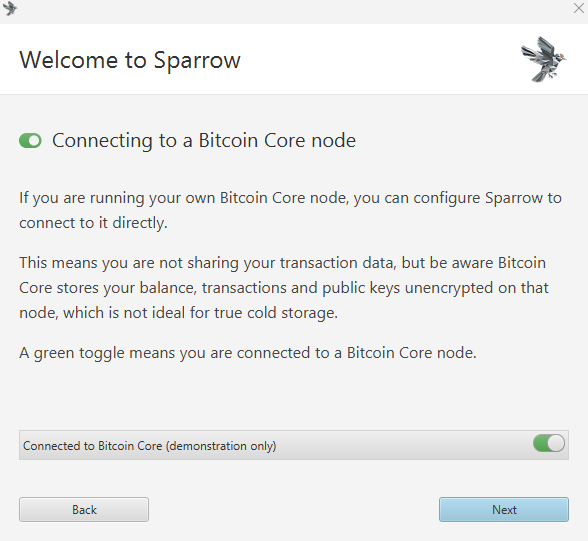 Welcome to Sparrow
Connecting to a Bitcoin Core node
If you are running your own Bitcoin Core node, you can configure Sparrow to
connect to it directly.
This means you are not sharing your transaction data, but be aware Bitcoin
Core stores your balance, transactions and public keys unencrypted on that
node, which is not ideal for true cold storage.
A green toggle means you are connected to a Bitcoin Core node.
Connected to Bitcoin Core (demonstration only)
Back
Next